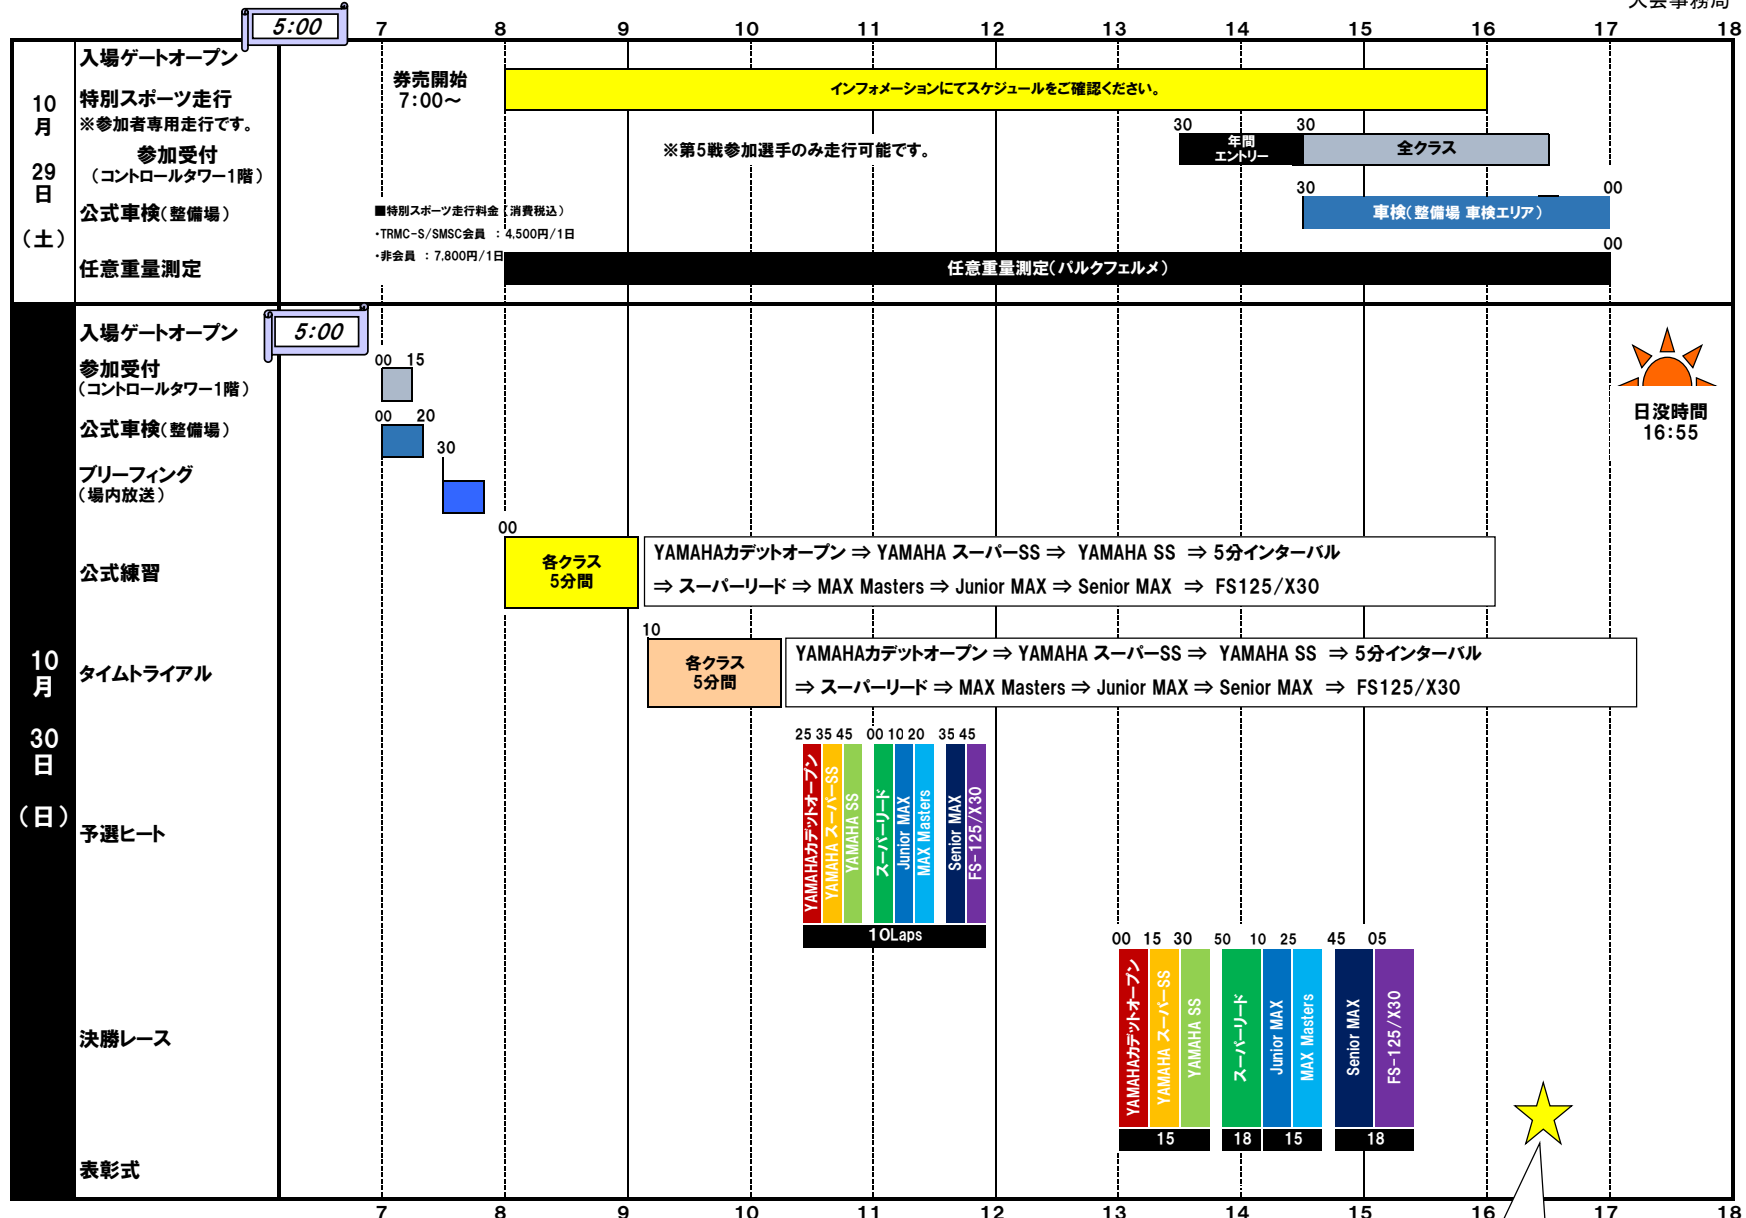 大会事務局
5:00
7 8 9 10 11 12 13 14 15 16 17 18
10月29日(土)
入場ゲートオープン
特別スポーツ走行
※参加者専用走行です。
券売開始
7:00～
インフォメーションにてスケジュールをご確認ください。
※第5戦参加選手のみ走行可能です。
参加受付
(コントロールタワー1階)
30 30
年間
エントリー
全クラス
公式車検(整備場)
30 00
車検(整備場 車検エリア)
■特別スポーツ走行料金(消費税込)
・TRMC-S/SMSC会員 : 4,500円/1日
・非会員 : 7,800円/1日
任意重量測定
00
任意重量測定(パルクフェルメ)
10月30日(日)
入場ゲートオープン
5:00
参加受付
(コントロールタワー1階)
00 15
公式車検(整備場)
00 20
ブリーフィング
(場内放送)
30
日没時間
16:55
公式練習
00
各クラス
5分間
YAMAHAカデットオープン ⇒ YAMAHA スーパーSS ⇒ YAMAHA SS ⇒ 5分インターバル
⇒ スーパーリード ⇒ MAX Masters ⇒ Junior MAX ⇒ Senior MAX ⇒ FS125/X30
タイムトライアル
10
各クラス
5分間
YAMAHAカデットオープン ⇒ YAMAHA スーパーSS ⇒ YAMAHA SS ⇒ 5分インターバル
⇒ スーパーリード ⇒ MAX Masters ⇒ Junior MAX ⇒ Senior MAX ⇒ FS125/X30
予選ヒート
25 35 45 00 10 20 35 45
YAMAHAカデットオープン
YAMAHA スーパーSS
YAMAHA SS
スーパーリード
Junior MAX
MAX Masters
Senior MAX
FS-125/X30
10Laps
決勝レース
00 15 30 50 10 25 45 05
YAMAHAカデットオープン
YAMAHA スーパーSS
YAMAHA SS
スーパーリード
Junior MAX
MAX Masters
Senior MAX
FS-125/X30
15 18 15 18
表彰式
7 8 9 10 11 12 13 14 15 16 17 18